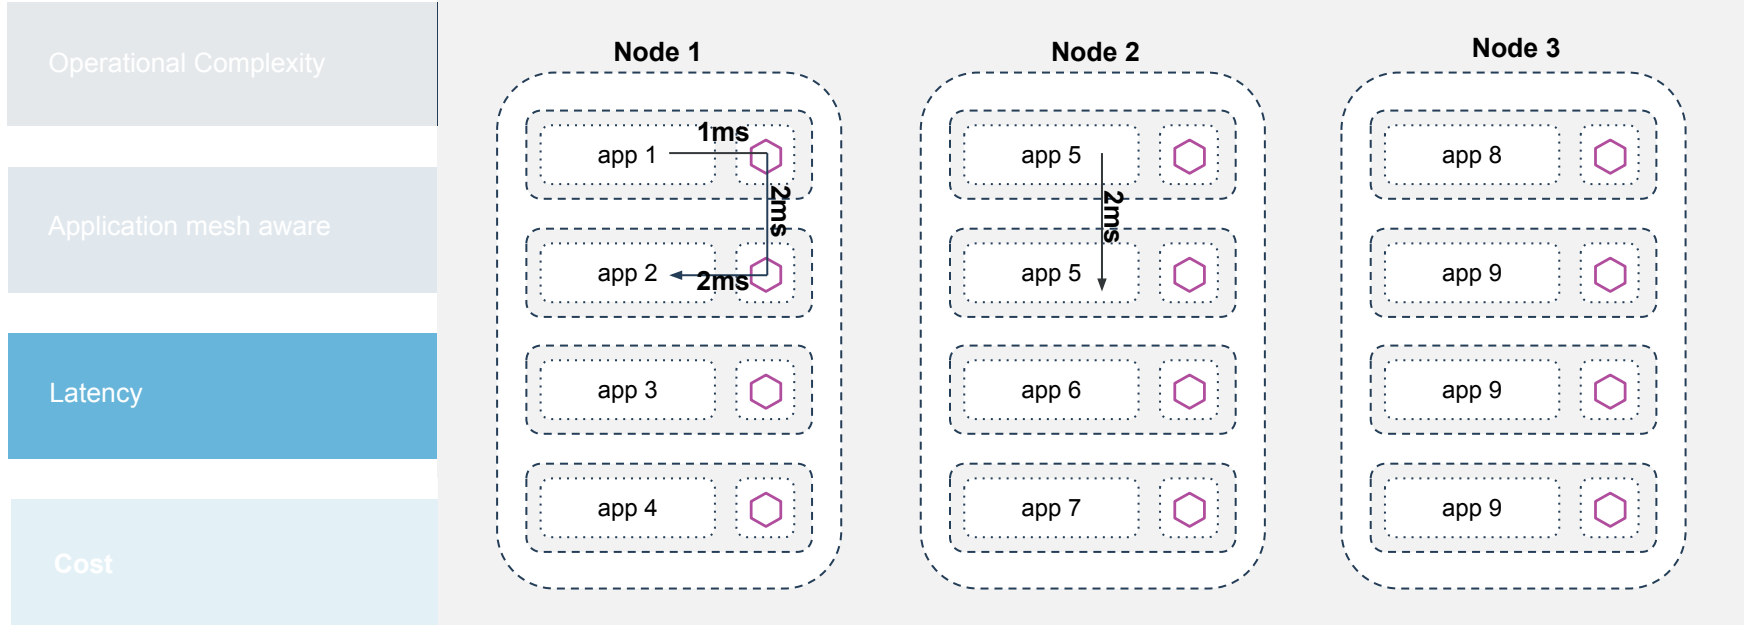 Operational Complexity
Application mesh aware
Latency
Cost
Node 1
app 1
1ms
2ms
app 2
2ms
app 3
app 4
Node 2
app 5
2ms
app 5
app 6
app 7
Node 3
app 8
app 9
app 9
app 9